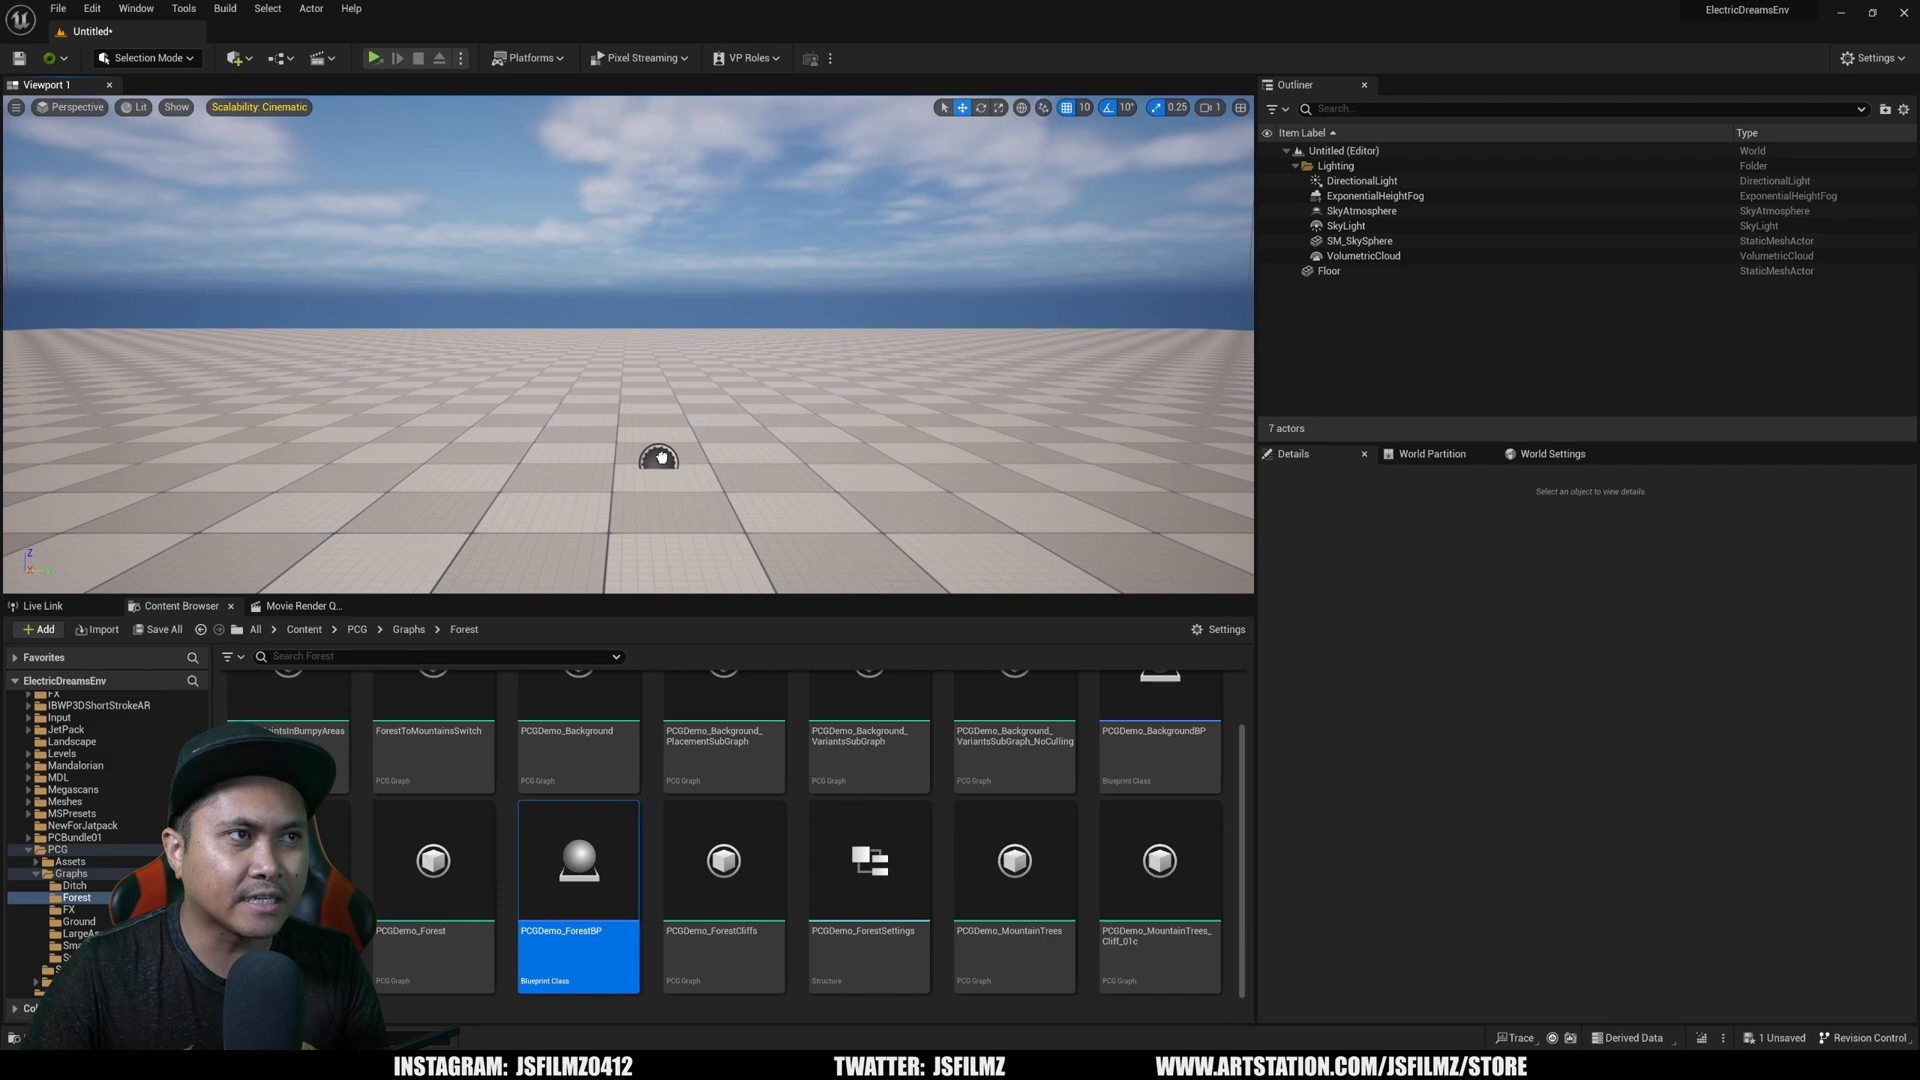 File Edit Window Tools Build Select Actor Help
ElectricDreamsEnv
Untitled*
Selection Mode
Platforms
Pixel Streaming
VP Roles
Settings
Viewport 1
Perspective Lit Show Scalability: Cinematic
10 10° 0.25 1
Z
X Y
Outliner
Search...
Item Label Type
Untitled (Editor) World
Lighting Folder
DirectionalLight DirectionalLight
ExponentialHeightFog ExponentialHeightFog
SkyAtmosphere SkyAtmosphere
SkyLight SkyLight
SM_SkySphere StaticMeshActor
VolumetricCloud VolumetricCloud
Floor StaticMeshActor
7 actors
Details World Partition World Settings
Select an object to view details.
Live Link Content Browser Movie Render Q...
Add Import Save All All Content PCG Graphs Forest Settings
Favorites
Search Forest
ElectricDreamsEnv
FX
IBWP3DShortStrokeAR
Input
JetPack
Landscape
Levels
Mandalorian
MDL
Megascans
Meshes
MSPresets
NewForJatpack
PCBundle01
PCG
Assets
Graphs
Ditch
Forest
FX
Ground
ointsInBumpyAreas
ForestToMountainsSwitch
PCG Graph
PCGDemo_Background
PCG Graph
PCGDemo_Background_
PlacementSubGraph
PCG Graph
PCGDemo_Background_
VariantsSubGraph
PCG Graph
PCGDemo_Background_
VariantsSubGraph_NoCulling
PCG Graph
PCGDemo_BackgroundBP
Blueprint Class
PCGDemo_Forest
PCG Graph
PCGDemo_ForestBP
Blueprint Class
PCGDemo_ForestCliffs
PCG Graph
PCGDemo_ForestSettings
Structure
PCGDemo_MountainTrees
PCG Graph
PCGDemo_MountainTrees_
Cliff_01c
PCG Graph
Trace Derived Data 1 Unsaved Revision Control
INSTAGRAM: JSFILMZ0412 TWATTER: JSFILMZ WWW.ARTSTATION.COM/JSFILMZ/STORE